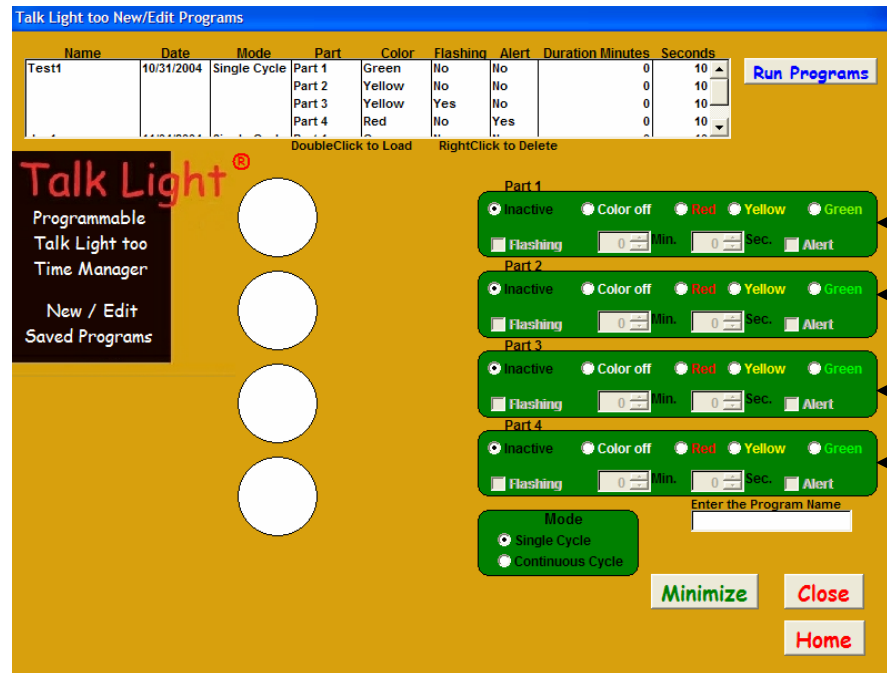 Talk Light too New/Edit Programs
Name Date Mode Part Color Flashing Alert Duration Minutes Seconds
Test1 10/31/2004 Single Cycle Part 1 Green No No 0 10
Part 2 Yellow No No 0 10
Part 3 Yellow Yes No 0 10
Part 4 Red No Yes 0 10
Run Programs
DoubleClick to Load RightClick to Delete
Talk Light®
Programmable
Talk Light too
Time Manager
New / Edit
Saved Programs
Part 1
Inactive Color off Red Yellow Green
Flashing 0 Min. 0 Sec. Alert
Part 2
Inactive Color off Red Yellow Green
Flashing 0 Min. 0 Sec. Alert
Part 3
Inactive Color off Red Yellow Green
Flashing 0 Min. 0 Sec. Alert
Part 4
Inactive Color off Red Yellow Green
Flashing 0 Min. 0 Sec. Alert
Mode
Single Cycle
Continuous Cycle
Enter the Program Name
Minimize Close
Home